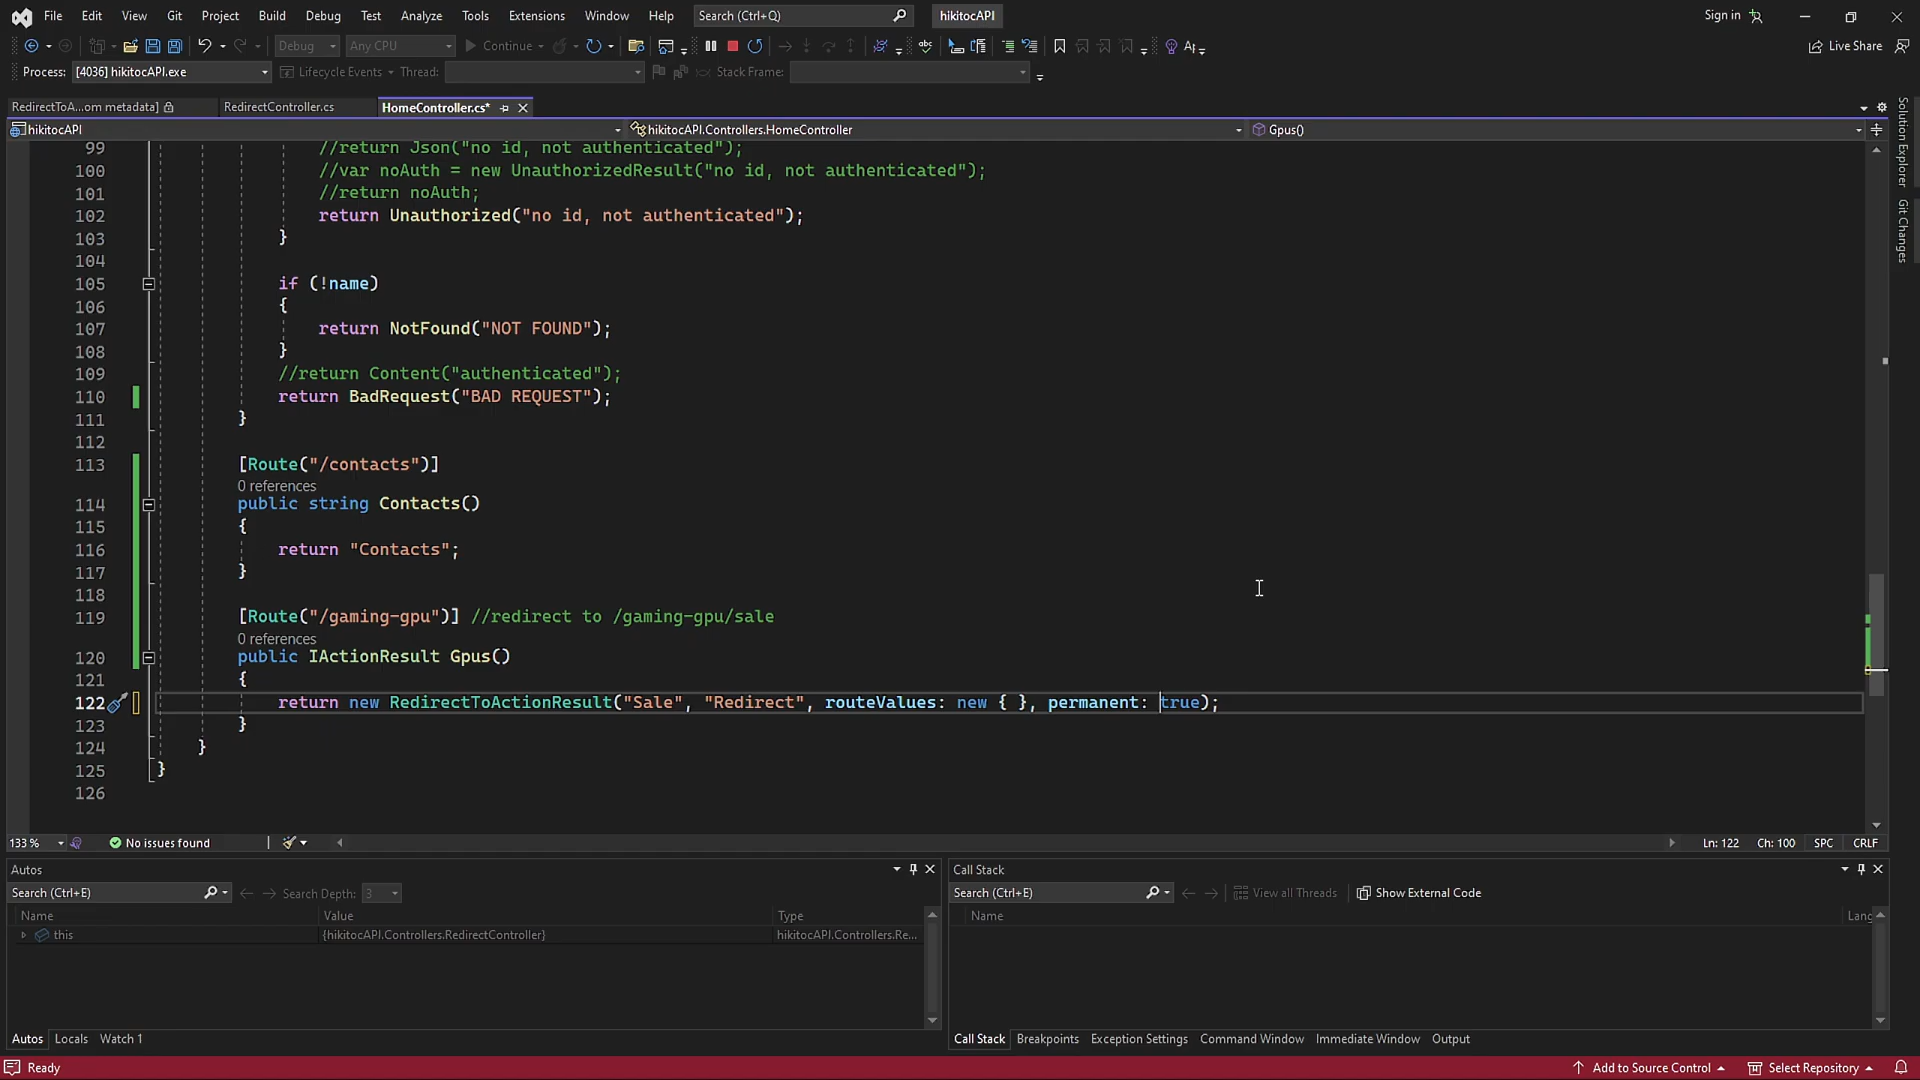 File Edit View Git Project Build Debug Test Analyze Tools Extensions Window Help Search (Ctrl+Q) hikitocAPI Sign in
Debug Any CPU Continue Live Share
Process: [4036] hikitocAPI.exe Lifecycle Events Thread: Stack Frame:
RedirectToA...om metadata] RedirectController.cs HomeController.cs*
hikitocAPI hikitocAPI.Controllers.HomeController Gpus()
99 //return Json("no id, not authenticated");
100 //var noAuth = new UnauthorizedResult("no id, not authenticated");
101 //return noAuth;
102 return Unauthorized("no id, not authenticated");
103 }
104
105 if (!name)
106 {
107 return NotFound("NOT FOUND");
108 }
109 //return Content("authenticated");
110 return BadRequest("BAD REQUEST");
111 }
112
113 [Route("/contacts")]
0 references
114 public string Contacts()
115 {
116 return "Contacts";
117 }
118
119 [Route("/gaming-gpu")] //redirect to /gaming-gpu/sale
0 references
120 public IActionResult Gpus()
121 {
122 return new RedirectToActionResult("Sale", "Redirect", routeValues: new { }, permanent: true);
123 }
124 }
125 }
126
Solution Explorer
Git Changes
133 % No issues found Ln: 122 Ch: 100 SPC CRLF
Autos
Search (Ctrl+E) Search Depth: 3
Name Value Type
this {hikitocAPI.Controllers.RedirectController} hikitocAPI.Controllers.Re...
Autos Locals Watch 1
Call Stack
Search (Ctrl+E) View all Threads Show External Code
Name Lang
Call Stack Breakpoints Exception Settings Command Window Immediate Window Output
Ready Add to Source Control Select Repository